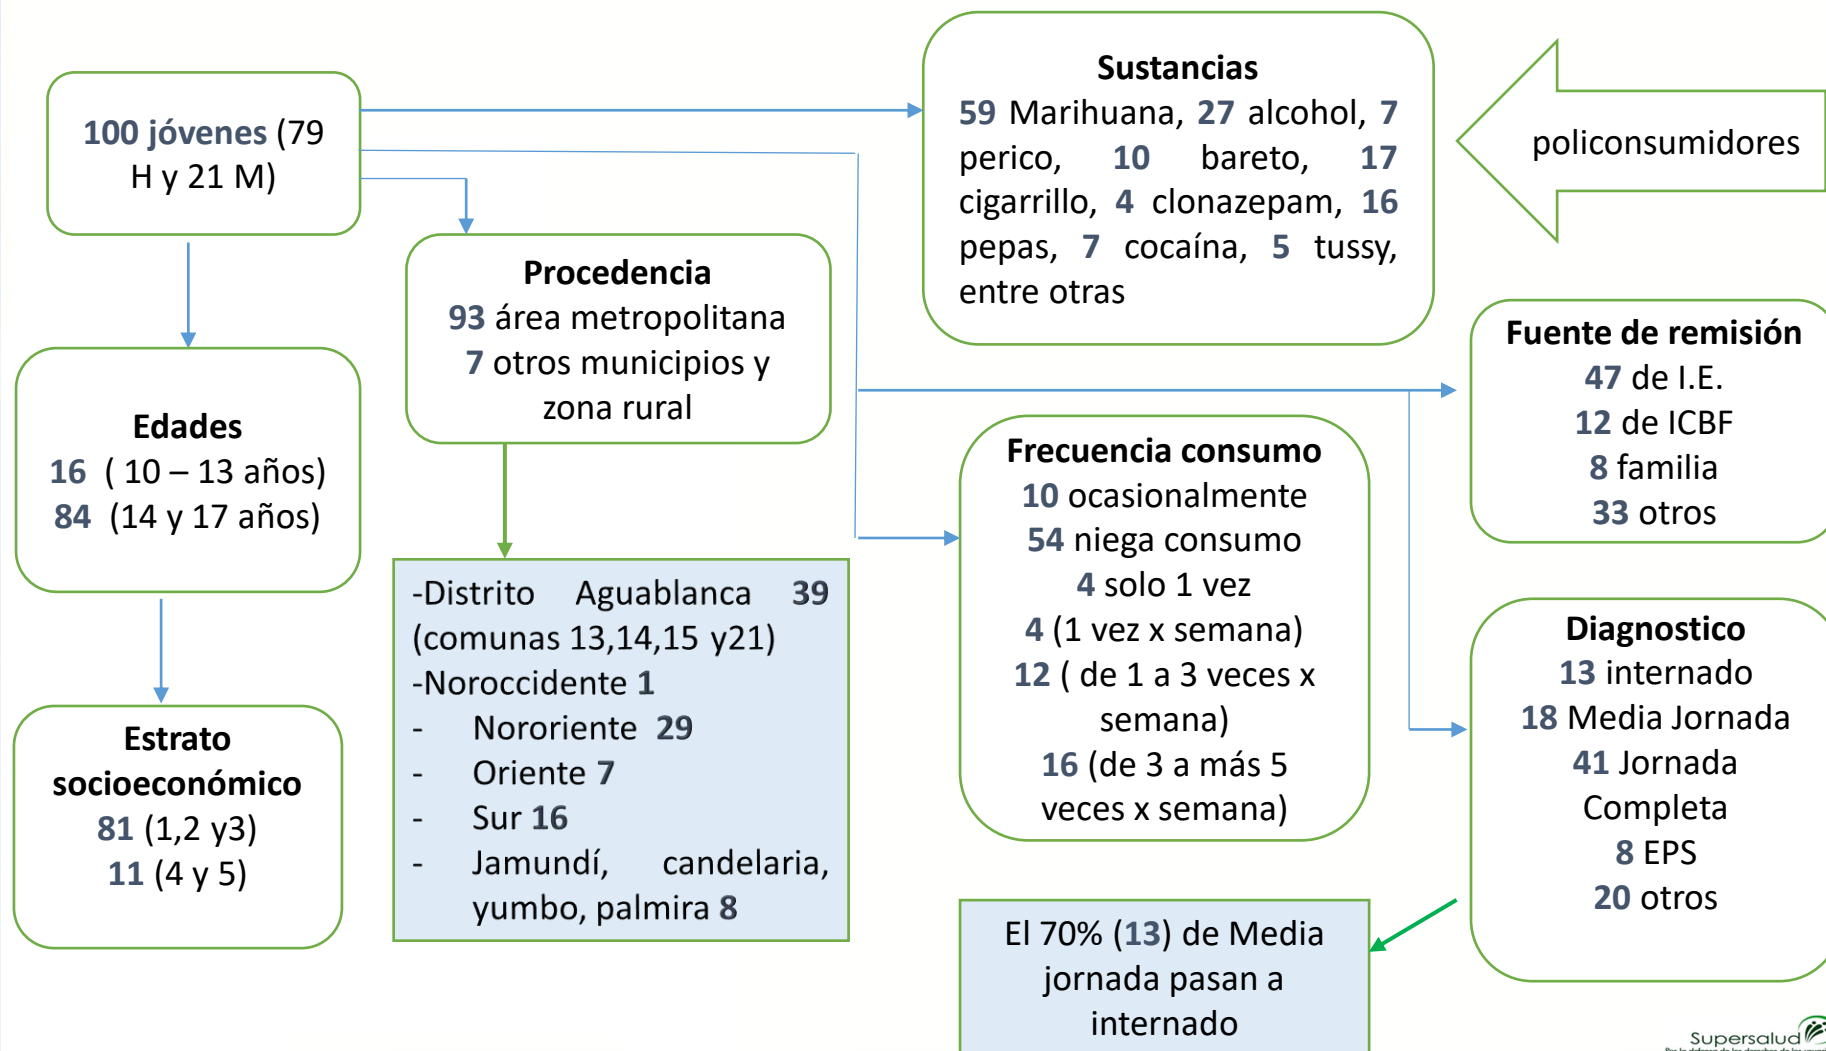 100 jóvenes (79
H y 21 M)
Sustancias
59 Marihuana, 27 alcohol, 7
perico, 10 bareto, 17
cigarrillo, 4 clonazepam, 16
pepas, 7 cocaína, 5 tussy,
entre otras
policonsumidores
Procedencia
93 área metropolitana
7 otros municipios y
zona rural
Edades
16 ( 10 – 13 años)
84 (14 y 17 años)
Estrato
socioeconómico
81 (1,2 y3)
11 (4 y 5)
-Distrito Aguablanca 39
(comunas 13,14,15 y21)
-Noroccidente 1
- Nororiente 29
- Oriente 7
- Sur 16
- Jamundí, candelaria,
yumbo, palmira 8
Frecuencia consumo
10 ocasionalmente
54 niega consumo
4 solo 1 vez
4 (1 vez x semana)
12 ( de 1 a 3 veces x
semana)
16 (de 3 a más 5
veces x semana)
Fuente de remisión
47 de I.E.
12 de ICBF
8 familia
33 otros
Diagnostico
13 internado
18 Media Jornada
41 Jornada
Completa
8 EPS
20 otros
El 70% (13) de Media
jornada pasan a
internado
Supersalud